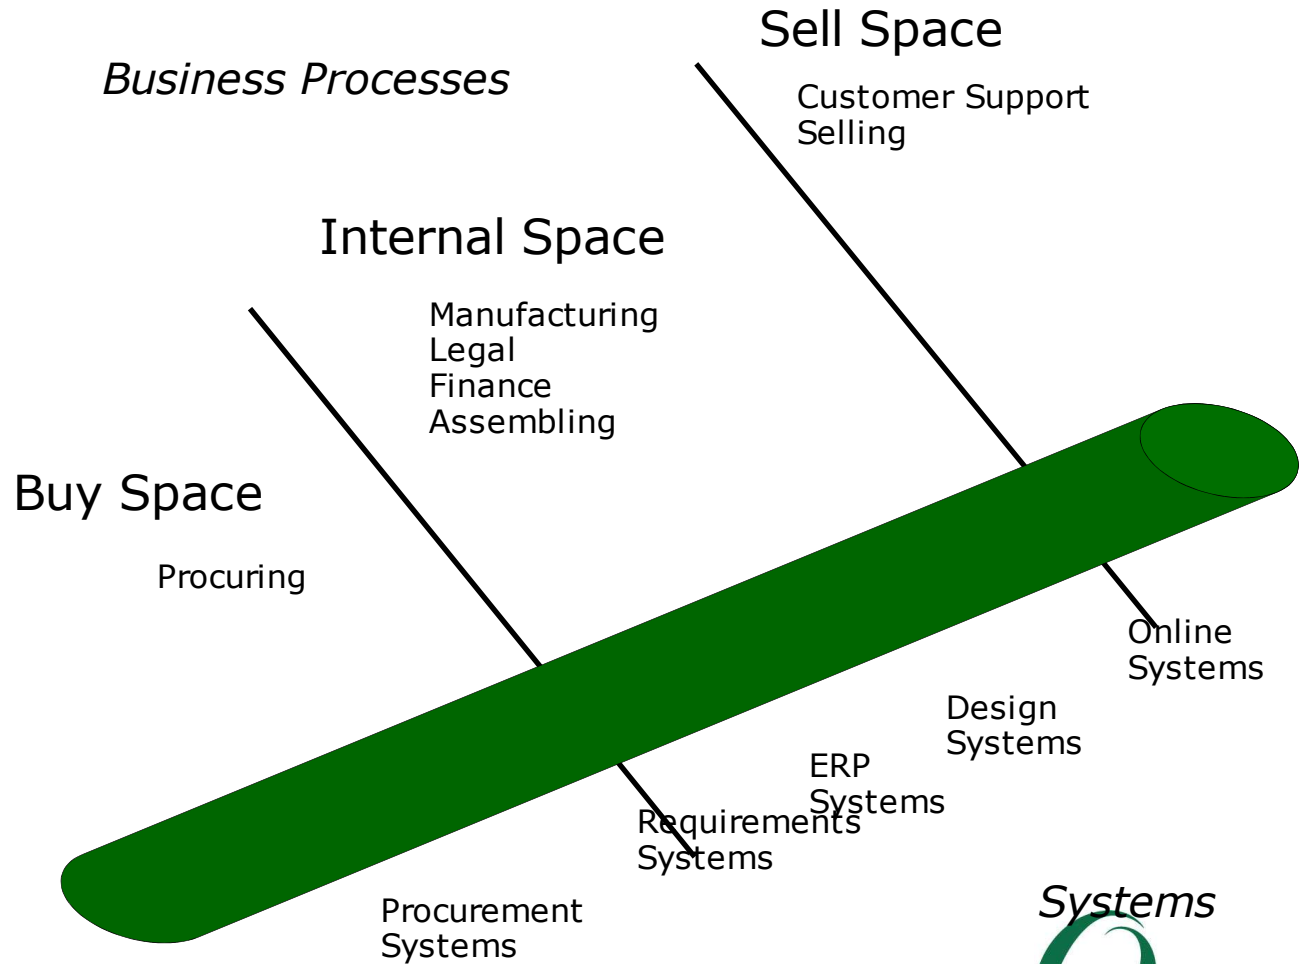 Sell Space
Business Processes
Customer Support
Selling
Internal Space
Manufacturing
Legal
Finance
Assembling
Buy Space
Procuring
Online
Systems
Design
Systems
ERP
Systems
Requirements
Systems
Procurement
Systems
Systems